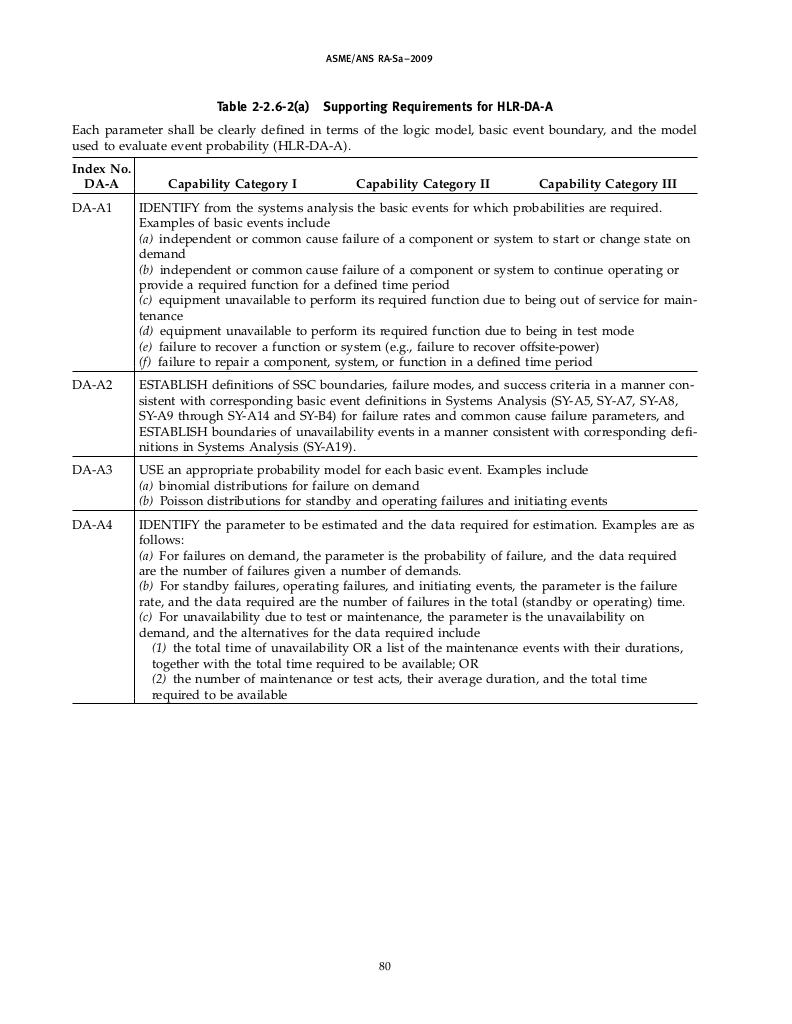 ASME/ANS RA-Sa–2009
Table 2-2.6-2(a) Supporting Requirements for HLR-DA-A
Each parameter shall be clearly defined in terms of the logic model, basic event boundary, and the model
used to evaluate event probability (HLR-DA-A).
Index No.
DA-A Capability Category I Capability Category II Capability Category III
DA-A1 IDENTIFY from the systems analysis the basic events for which probabilities are required.
Examples of basic events include
(a) independent or common cause failure of a component or system to start or change state on
demand
(b) independent or common cause failure of a component or system to continue operating or
provide a required function for a defined time period
(c) equipment unavailable to perform its required function due to being out of service for main-
tenance
(d) equipment unavailable to perform its required function due to being in test mode
(e) failure to recover a function or system (e.g., failure to recover offsite-power)
(f) failure to repair a component, system, or function in a defined time period
DA-A2 ESTABLISH definitions of SSC boundaries, failure modes, and success criteria in a manner con-
sistent with corresponding basic event definitions in Systems Analysis (SY-A5, SY-A7, SY-A8,
SY-A9 through SY-A14 and SY-B4) for failure rates and common cause failure parameters, and
ESTABLISH boundaries of unavailability events in a manner consistent with corresponding defi-
nitions in Systems Analysis (SY-A19).
DA-A3 USE an appropriate probability model for each basic event. Examples include
(a) binomial distributions for failure on demand
(b) Poisson distributions for standby and operating failures and initiating events
DA-A4 IDENTIFY the parameter to be estimated and the data required for estimation. Examples are as
follows:
(a) For failures on demand, the parameter is the probability of failure, and the data required
are the number of failures given a number of demands.
(b) For standby failures, operating failures, and initiating events, the parameter is the failure
rate, and the data required are the number of failures in the total (standby or operating) time.
(c) For unavailability due to test or maintenance, the parameter is the unavailability on
demand, and the alternatives for the data required include
(1) the total time of unavailability OR a list of the maintenance events with their durations,
together with the total time required to be available; OR
(2) the number of maintenance or test acts, their average duration, and the total time
required to be available
80